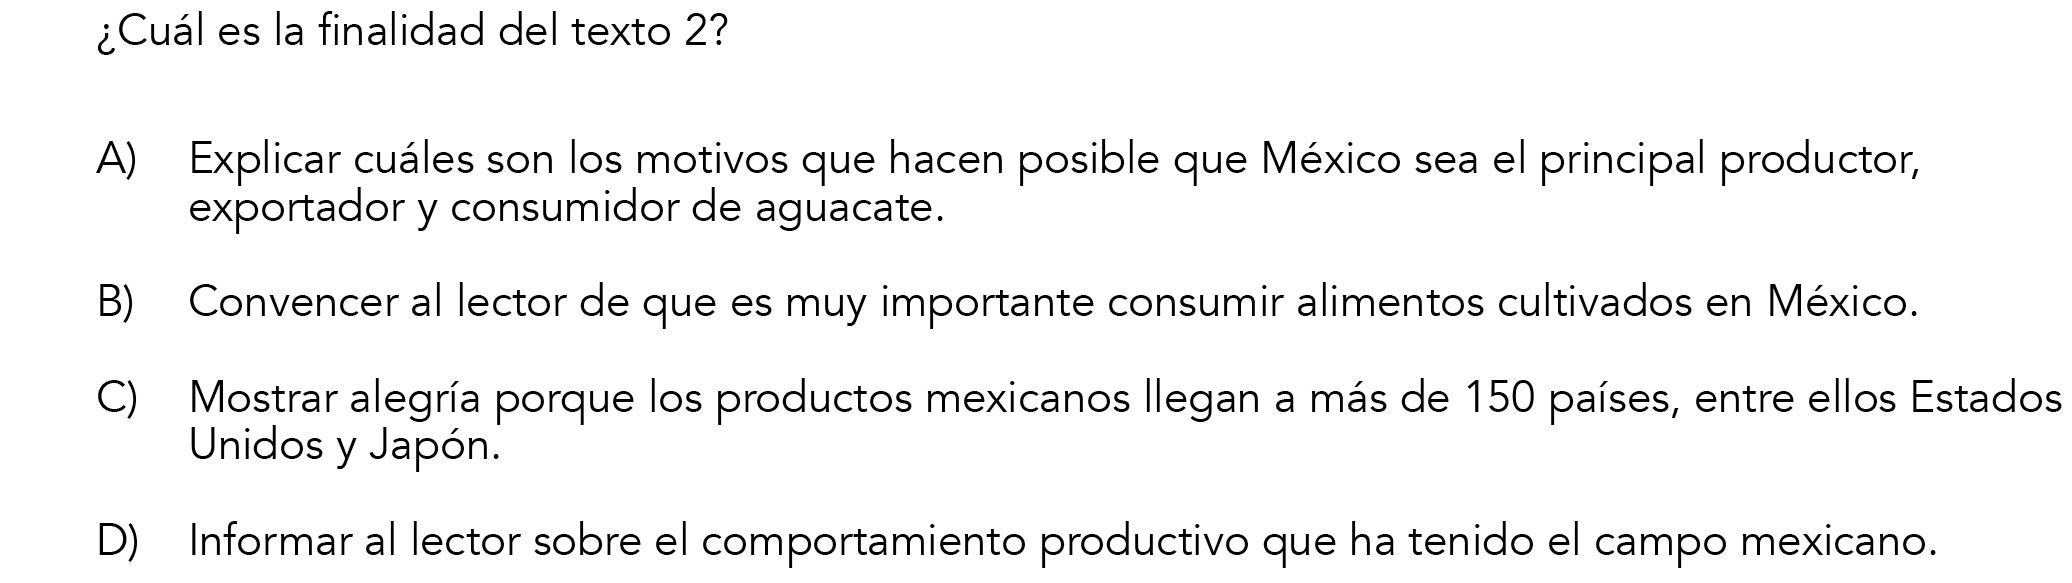 ¿Cuál es la finalidad del texto 2?
A) Explicar cuáles son los motivos que hacen posible que México sea el principal productor,
exportador y consumidor de aguacate.
B) Convencer al lector de que es muy importante consumir alimentos cultivados en México.
C) Mostrar alegría porque los productos mexicanos llegan a más de 150 países, entre ellos Estados
Unidos y Japón.
D) Informar al lector sobre el comportamiento productivo que ha tenido el campo mexicano.